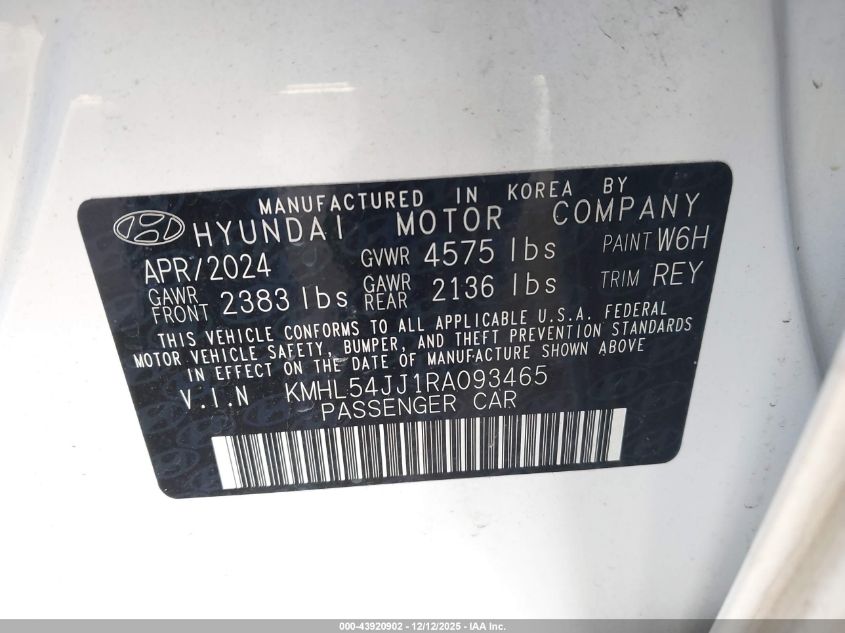 MANUFACTURED IN KOREA BY
HYUNDAI MOTOR COMPANY
APR/2024 GVWR 4575 lbs PAINT W6H
GAWR FRONT 2383 lbs GAWR REAR 2136 lbs TRIM REY
THIS VEHICLE CONFORMS TO ALL APPLICABLE U.S.A. FEDERAL
MOTOR VEHICLE SAFETY, BUMPER, AND THEFT PREVENTION STANDARDS
IN EFFECT ON THE DATE OF MANUFACTURE SHOWN ABOVE
V.I.N KMHL54JJ1RA093465
PASSENGER CAR
000-43920902 - 12/12/2025 - IAA Inc.